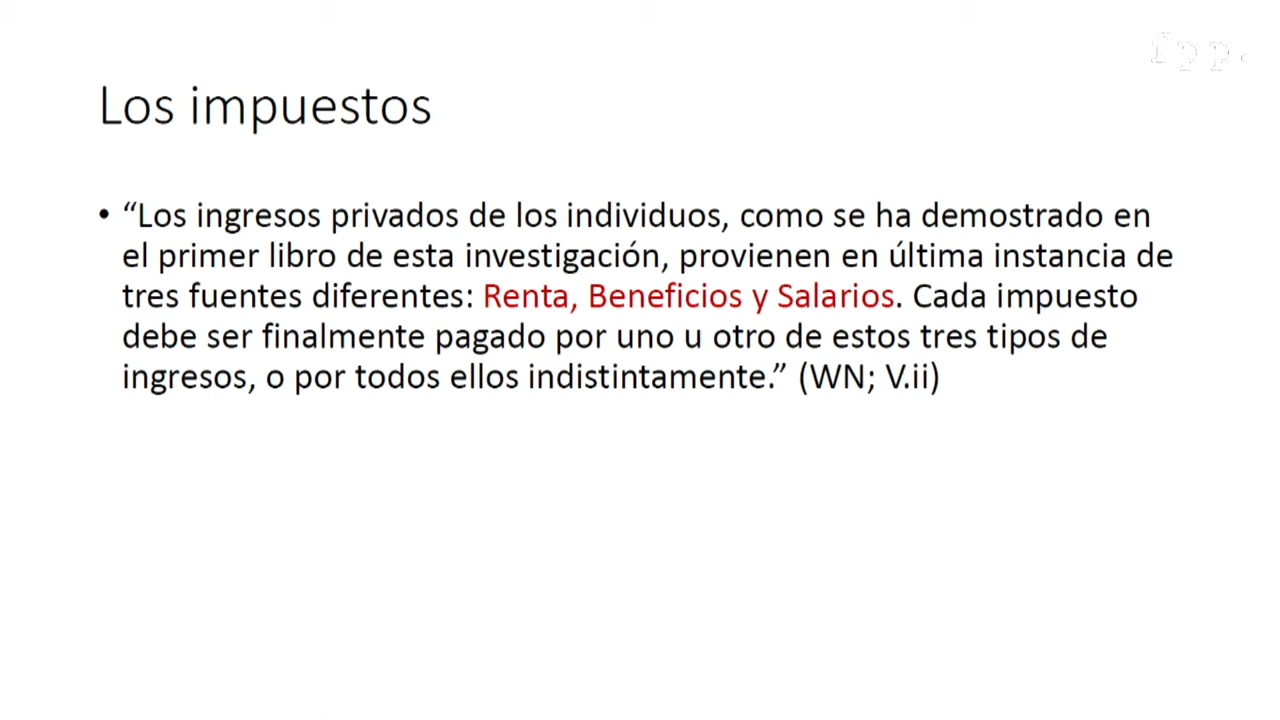 fpp.
Los impuestos
• “Los ingresos privados de los individuos, como se ha demostrado en
el primer libro de esta investigación, provienen en última instancia de
tres fuentes diferentes: Renta, Beneficios y Salarios. Cada impuesto
debe ser finalmente pagado por uno u otro de estos tres tipos de
ingresos, o por todos ellos indistintamente.” (WN; V.ii)